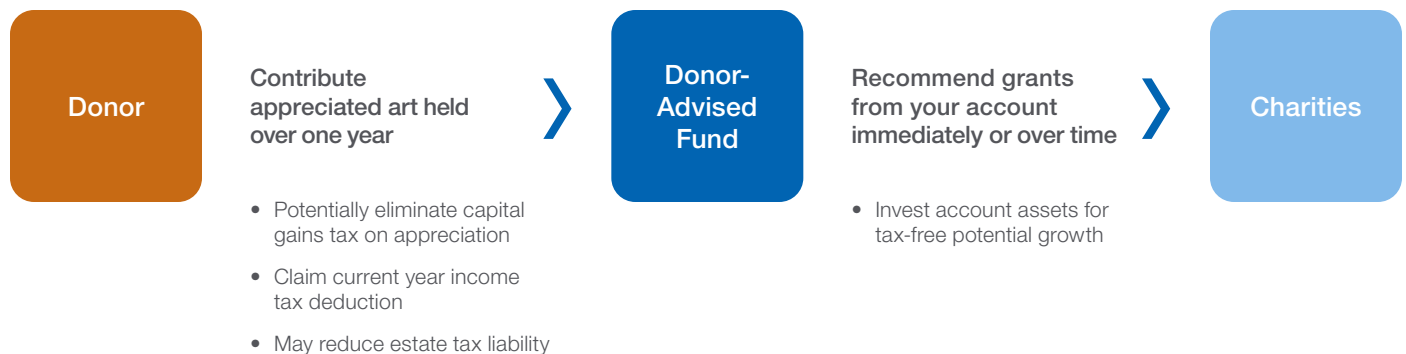 Donor
Contribute
appreciated art held
over one year
• Potentially eliminate capital
gains tax on appreciation
• Claim current year income
tax deduction
• May reduce estate tax liability
Donor-
Advised
Fund
Recommend grants
from your account
immediately or over time
• Invest account assets for
tax-free potential growth
Charities